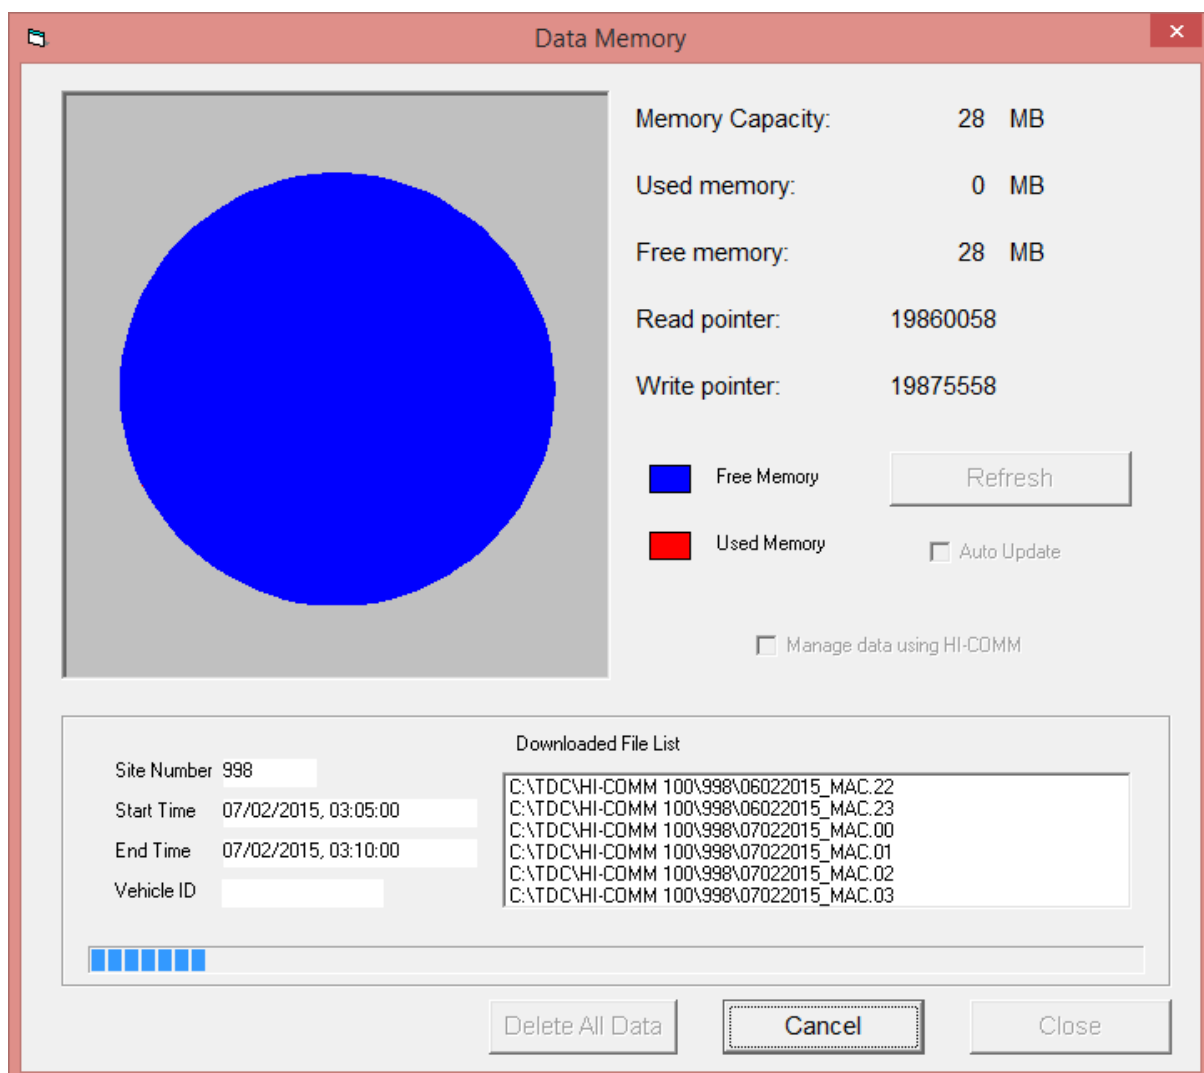 Data Memory
Memory Capacity: 28 MB
Used memory: 0 MB
Free memory: 28 MB
Read pointer: 19860058
Write pointer: 19875558
Free Memory
Refresh
Used Memory
Auto Update
Manage data using HI-COMM
Downloaded File List
Site Number 998
Start Time 07/02/2015, 03:05:00
End Time 07/02/2015, 03:10:00
Vehicle ID
C:\TDC\HI-COMM 100\998\06022015_MAC.22
C:\TDC\HI-COMM 100\998\06022015_MAC.23
C:\TDC\HI-COMM 100\998\07022015_MAC.00
C:\TDC\HI-COMM 100\998\07022015_MAC.01
C:\TDC\HI-COMM 100\998\07022015_MAC.02
C:\TDC\HI-COMM 100\998\07022015_MAC.03
Delete All Data
Cancel
Close